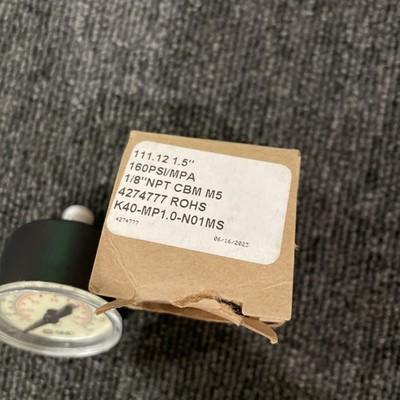 111.12 1.5"
160PSI/MPA
1/8"NPT CBM M5
4274777 ROHS
K40-MP1.0-N01MS
4274777
06/16/2023